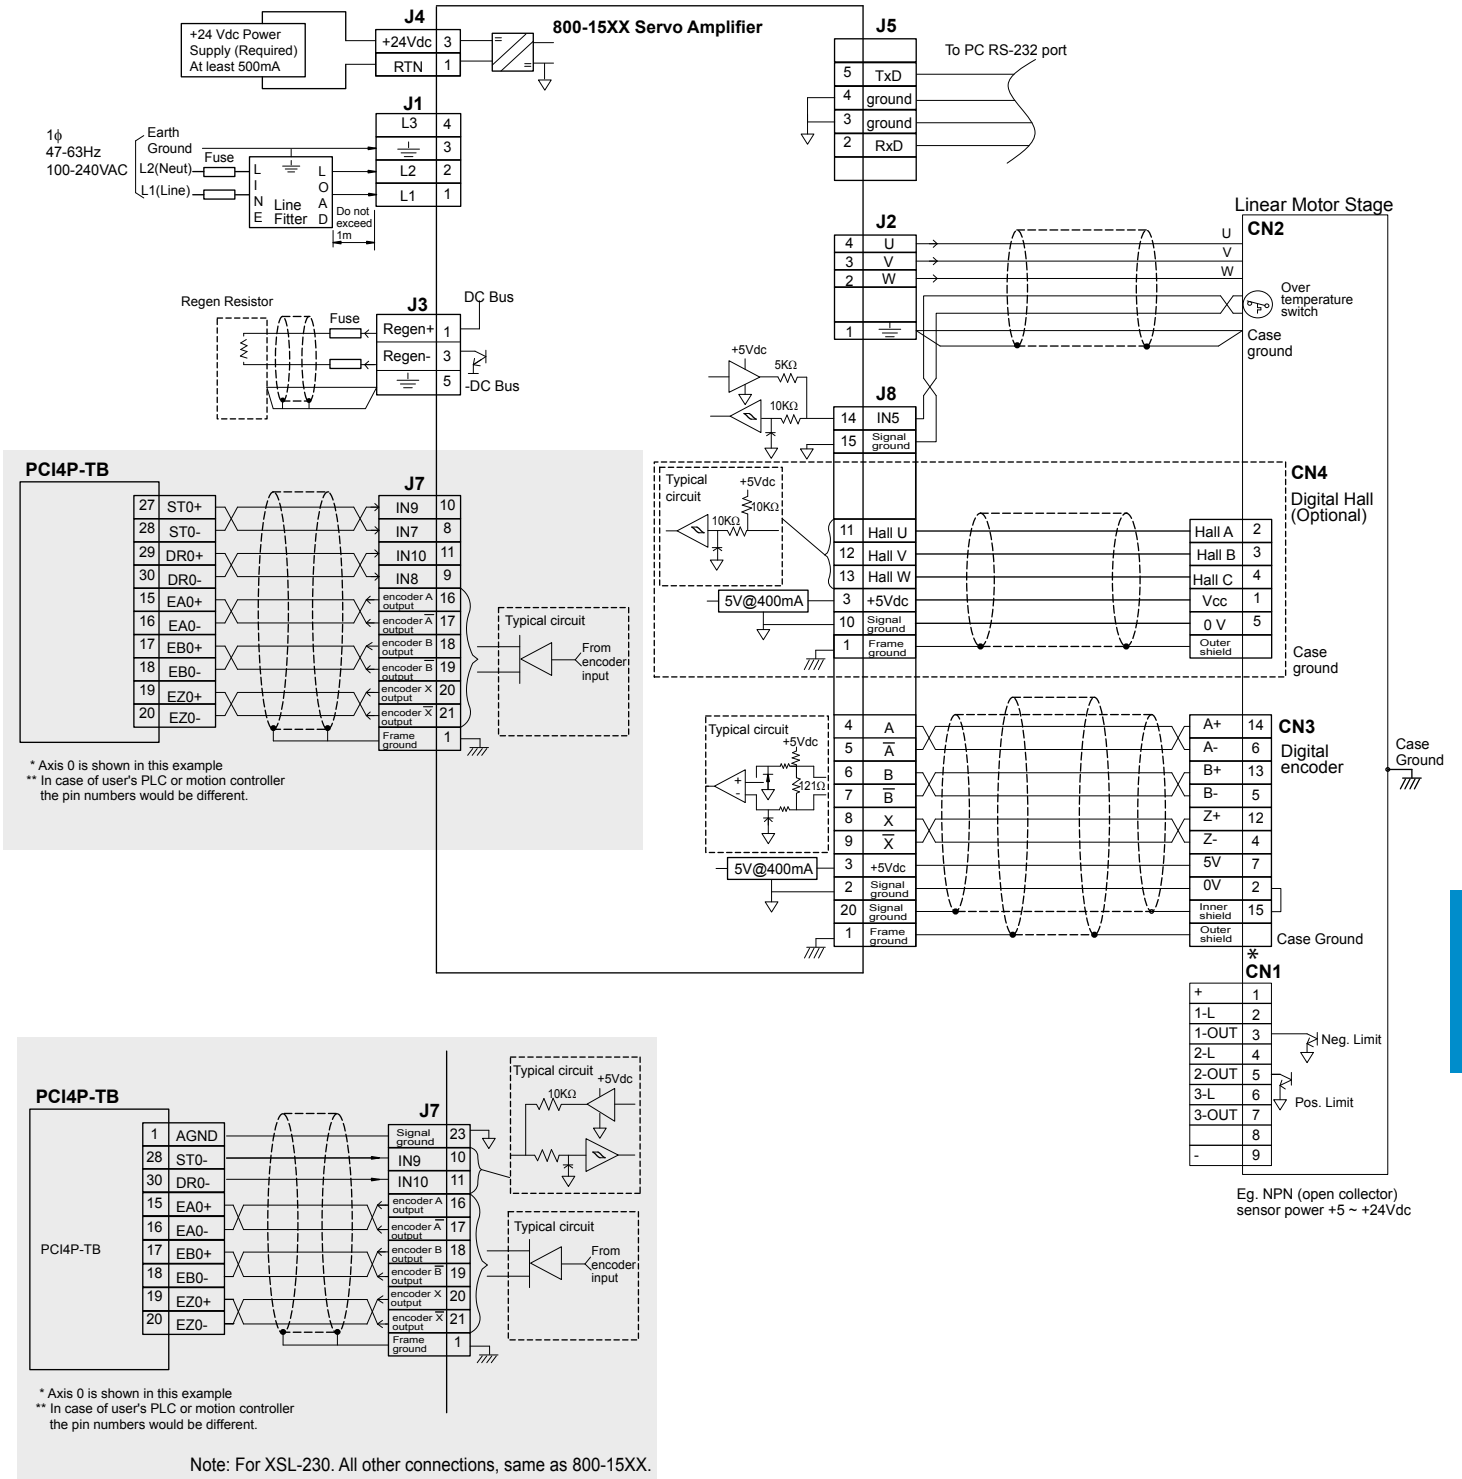 800-15XX Servo Amplifier
J4
+24 Vdc Power
Supply (Required)
At least 500mA
+24Vdc 3
RTN 1
J1
L3 4
3
L2 2
L1 1
1ϕ
47-63Hz
100-240VAC
Earth
Ground
L2(Neut)
L1(Line)
Fuse
LINE
Line
Fitter
LOAD
Do not
exceed
1m
Regen Resistor
Fuse
J3
DC Bus
Regen+ 1
Regen- 3
5
-DC Bus
PCI4P-TB
J7
27 ST0+ IN9 10
28 ST0- IN7 8
29 DR0+ IN10 11
30 DR0- IN8 9
15 EA0+ encoder A output 16
16 EA0- encoder A̅ output 17
17 EB0+ encoder B output 18
18 EB0- encoder B̅ output 19
19 EZ0+ encoder X output 20
20 EZ0- encoder X̅ output 21
Frame ground 1
Typical circuit
From
encoder
input
* Axis 0 is shown in this example
** In case of user's PLC or motion controller
the pin numbers would be different.
J5
To PC RS-232 port
5 TxD
4 ground
3 ground
2 RxD
J2
4 U
3 V
2 W
1
Linear Motor Stage
CN2
U
V
W
Over
temperature
switch
Case
ground
+5Vdc
5KΩ
10KΩ
J8
14 IN5
15 Signal ground
Typical
circuit
+5Vdc
10KΩ
10KΩ
CN4
Digital Hall
(Optional)
11 Hall U Hall A 2
12 Hall V Hall B 3
13 Hall W Hall C 4
5V@400mA 3 +5Vdc Vcc 1
10 Signal ground 0 V 5
1 Frame ground Outer shield
Case
ground
Typical circuit
+5Vdc
+
-
121Ω
CN3
Digital
encoder
4 A A+ 14
5 A̅ A- 6
6 B B+ 13
7 B̅ B- 5
8 X Z+ 12
9 X̅ Z- 4
5V@400mA 3 +5Vdc 5V 7
2 Signal ground 0V 2
20 Signal ground Inner shield 15
1 Frame ground Outer shield
Case Ground
Case
Ground
*
CN1
+ 1
1-L 2
1-OUT 3 Neg. Limit
2-L 4
2-OUT 5
3-L 6 Pos. Limit
3-OUT 7
8
- 9
Eg. NPN (open collector)
sensor power +5 ~ +24Vdc
PCI4P-TB
PCI4P-TB
J7
1 AGND Signal ground 23
28 ST0- IN9 10
30 DR0- IN10 11
15 EA0+ encoder A output 16
16 EA0- encoder A̅ output 17
17 EB0+ encoder B output 18
18 EB0- encoder B̅ output 19
19 EZ0+ encoder X output 20
20 EZ0- encoder X̅ output 21
Frame ground 1
Typical circuit
+5Vdc
10KΩ
Typical circuit
From
encoder
input
* Axis 0 is shown in this example
** In case of user's PLC or motion controller
the pin numbers would be different.
Note: For XSL-230. All other connections, same as 800-15XX.